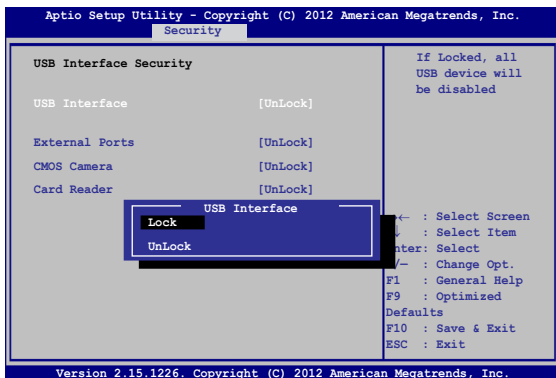 Aptio Setup Utility - Copyright (C) 2012 American Megatrends, Inc.
Security
USB Interface Security
USB Interface [UnLock]
External Ports [UnLock]
CMOS Camera [UnLock]
Card Reader [UnLock]
USB Interface
Lock
UnLock
If Locked, all
USB device will
be disabled
← : Select Screen
↓ : Select Item
nter: Select
/— : Change Opt.
F1 : General Help
F9 : Optimized
Defaults
F10 : Save & Exit
ESC : Exit
Version 2.15.1226. Copyright (C) 2012 American Megatrends, Inc.